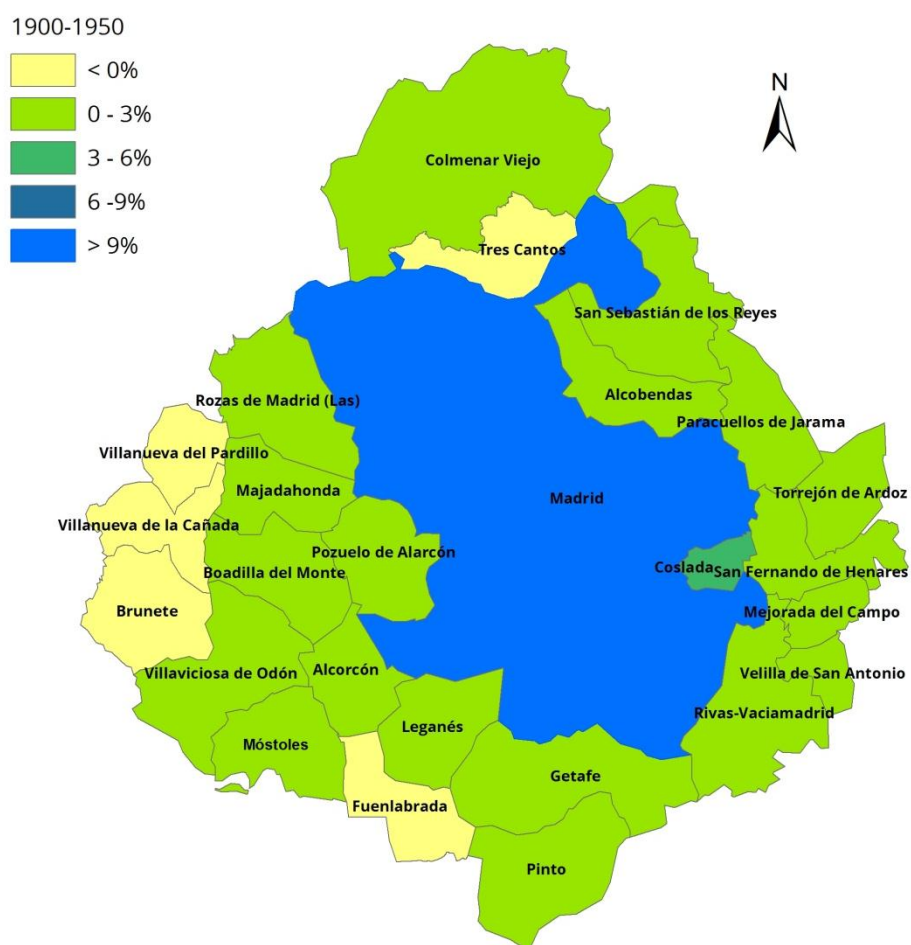 1900-1950
< 0%
0 - 3%
3 - 6%
6 -9%
> 9%
N
Colmenar Viejo
Tres Cantos
San Sebastián de los Reyes
Alcobendas
Rozas de Madrid (Las)
Paracuellos de Jarama
Villanueva del Pardillo
Torrejón de Ardoz
Majadahonda
Madrid
Villanueva de la Cañada
Pozuelo de Alarcón
Coslada
San Fernando de Henares
Boadilla del Monte
Brunete
Mejorada del Campo
Villaviciosa de Odón
Alcorcón
Velilla de San Antonio
Rivas-Vaciamadrid
Leganés
Móstoles
Getafe
Fuenlabrada
Pinto